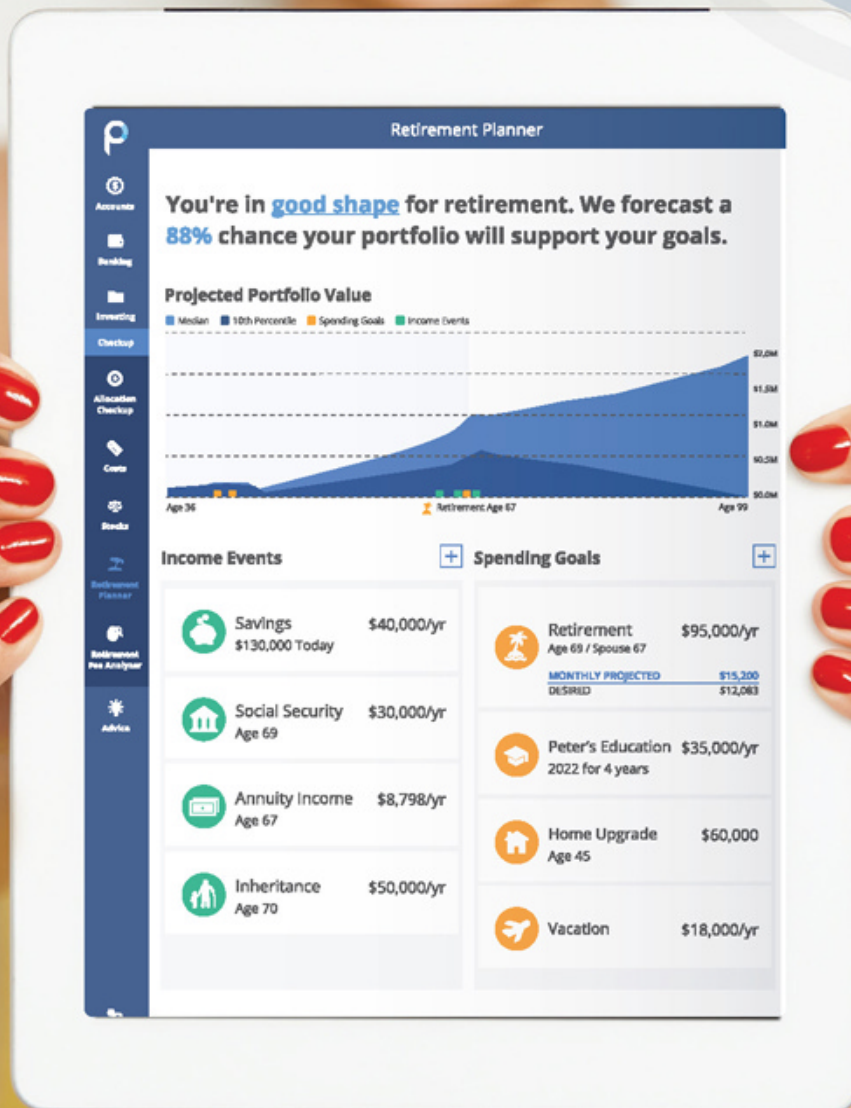 Retirement Planner
Accounts
Banking
Investing
Checkup
Allocation
Checkup
Costs
Stocks
Retirement
Planner
Retirement
Fee Analyzer
Advice
You're in good shape for retirement. We forecast a
88% chance your portfolio will support your goals.
Projected Portfolio Value
Median 10th Percentile Spending Goals Income Events
$2.0M
$1.5M
$1.0M
$0.5M
$0.0M
Age 36 Retirement Age 67 Age 99
Income Events +
Savings $40,000/yr
$130,000 Today
Social Security $30,000/yr
Age 69
Annuity Income $8,798/yr
Age 67
Inheritance $50,000/yr
Age 70
Spending Goals +
Retirement $95,000/yr
Age 69 / Spouse 67
MONTHLY PROJECTED $15,200
DESIRED $12,083
Peter's Education $35,000/yr
2022 for 4 years
Home Upgrade $60,000
Age 45
Vacation $18,000/yr